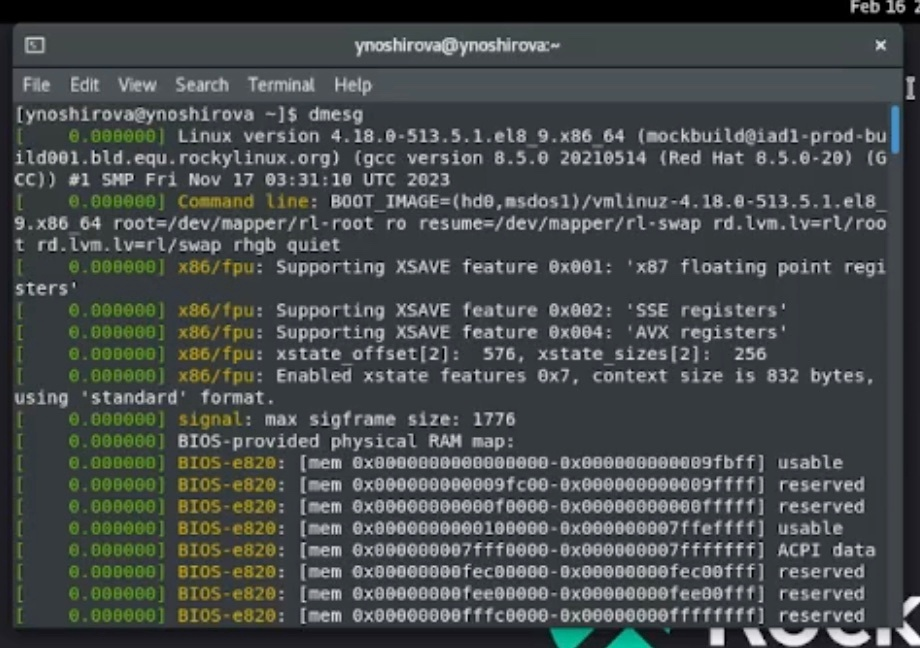 Feb 16
ynoshirova@ynoshirova:~
File Edit View Search Terminal Help
[ynoshirova@ynoshirova ~]$ dmesg
[    0.000000] Linux version 4.18.0-513.5.1.el8_9.x86_64 (mockbuild@iad1-prod-bu
ild001.bld.equ.rockylinux.org) (gcc version 8.5.0 20210514 (Red Hat 8.5.0-20) (G
CC)) #1 SMP Fri Nov 17 03:31:10 UTC 2023
[    0.000000] Command line: BOOT_IMAGE=(hd0,msdos1)/vmlinuz-4.18.0-513.5.1.el8_
9.x86_64 root=/dev/mapper/rl-root ro resume=/dev/mapper/rl-swap rd.lvm.lv=rl/roo
t rd.lvm.lv=rl/swap rhgb quiet
[    0.000000] x86/fpu: Supporting XSAVE feature 0x001: 'x87 floating point regi
sters'
[    0.000000] x86/fpu: Supporting XSAVE feature 0x002: 'SSE registers'
[    0.000000] x86/fpu: Supporting XSAVE feature 0x004: 'AVX registers'
[    0.000000] x86/fpu: xstate_offset[2]:  576, xstate_sizes[2]:  256
[    0.000000] x86/fpu: Enabled xstate features 0x7, context size is 832 bytes,
using 'standard' format.
[    0.000000] signal: max sigframe size: 1776
[    0.000000] BIOS-provided physical RAM map:
[    0.000000] BIOS-e820: [mem 0x0000000000000000-0x000000000009fbff] usable
[    0.000000] BIOS-e820: [mem 0x000000000009fc00-0x000000000009ffff] reserved
[    0.000000] BIOS-e820: [mem 0x00000000000f0000-0x00000000000fffff] reserved
[    0.000000] BIOS-e820: [mem 0x0000000000100000-0x000000007ffeffff] usable
[    0.000000] BIOS-e820: [mem 0x000000007fff0000-0x000000007fffffff] ACPI data
[    0.000000] BIOS-e820: [mem 0x00000000fec00000-0x00000000fec00fff] reserved
[    0.000000] BIOS-e820: [mem 0x00000000fee00000-0x00000000fee00fff] reserved
[    0.000000] BIOS-e820: [mem 0x00000000fffc0000-0x00000000ffffffff] reserved